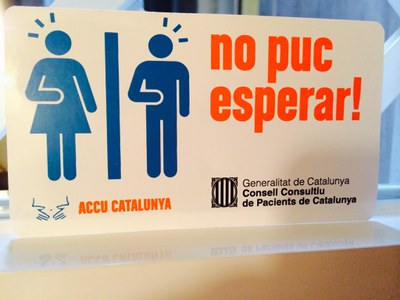 no puc
esperar!
ACCU CATALUNYA
Generalitat de Catalunya
Consell Consultiu
de Pacients de Catalunya